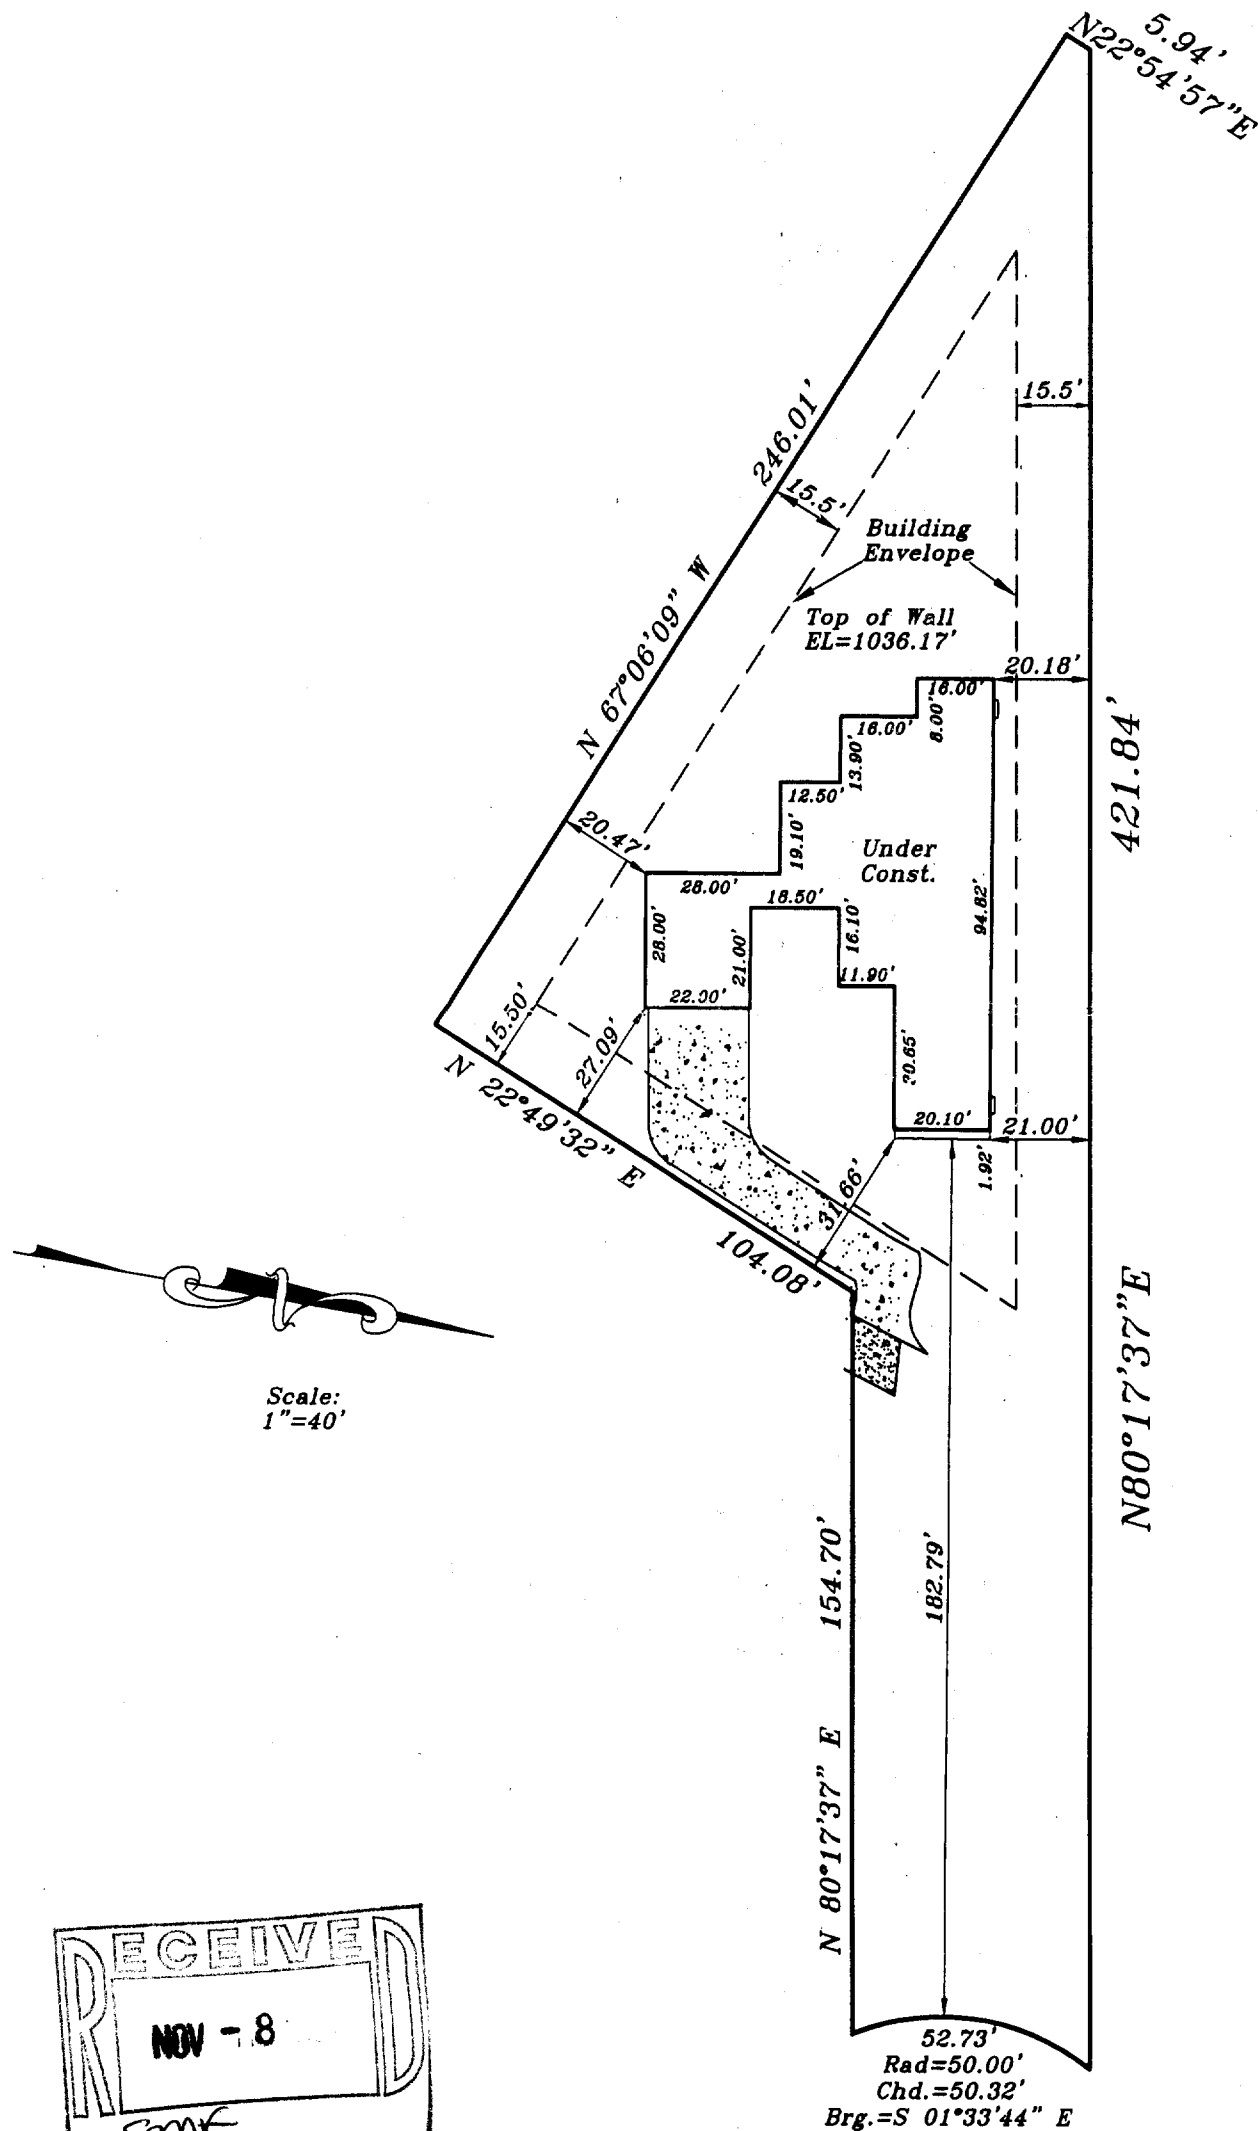 5.94'
N22°54'57"E
246.01'
15.5'
15.5'
Building
Envelope
N 67°06'09" W
Top of Wall
EL=1036.17'
20.18'
16.00'
8.00'
16.00'
13.90'
421.84'
12.50'
20.47'
19.10'
Under
Const.
28.00'
18.50'
28.00'
21.00'
16.10'
94.82'
11.90'
22.00'
15.50'
27.09'
N 22°49'32" E
20.10'
21.00'
1.92'
31.66'
104.08'
N80°17'37"E
Scale:
1"=40'
154.70'
182.79'
N 80°17'37" E
RECEIVED
NOV - 8
52.73'
Rad=50.00'
Chd.=50.32'
Brg.=S 01°33'44" E